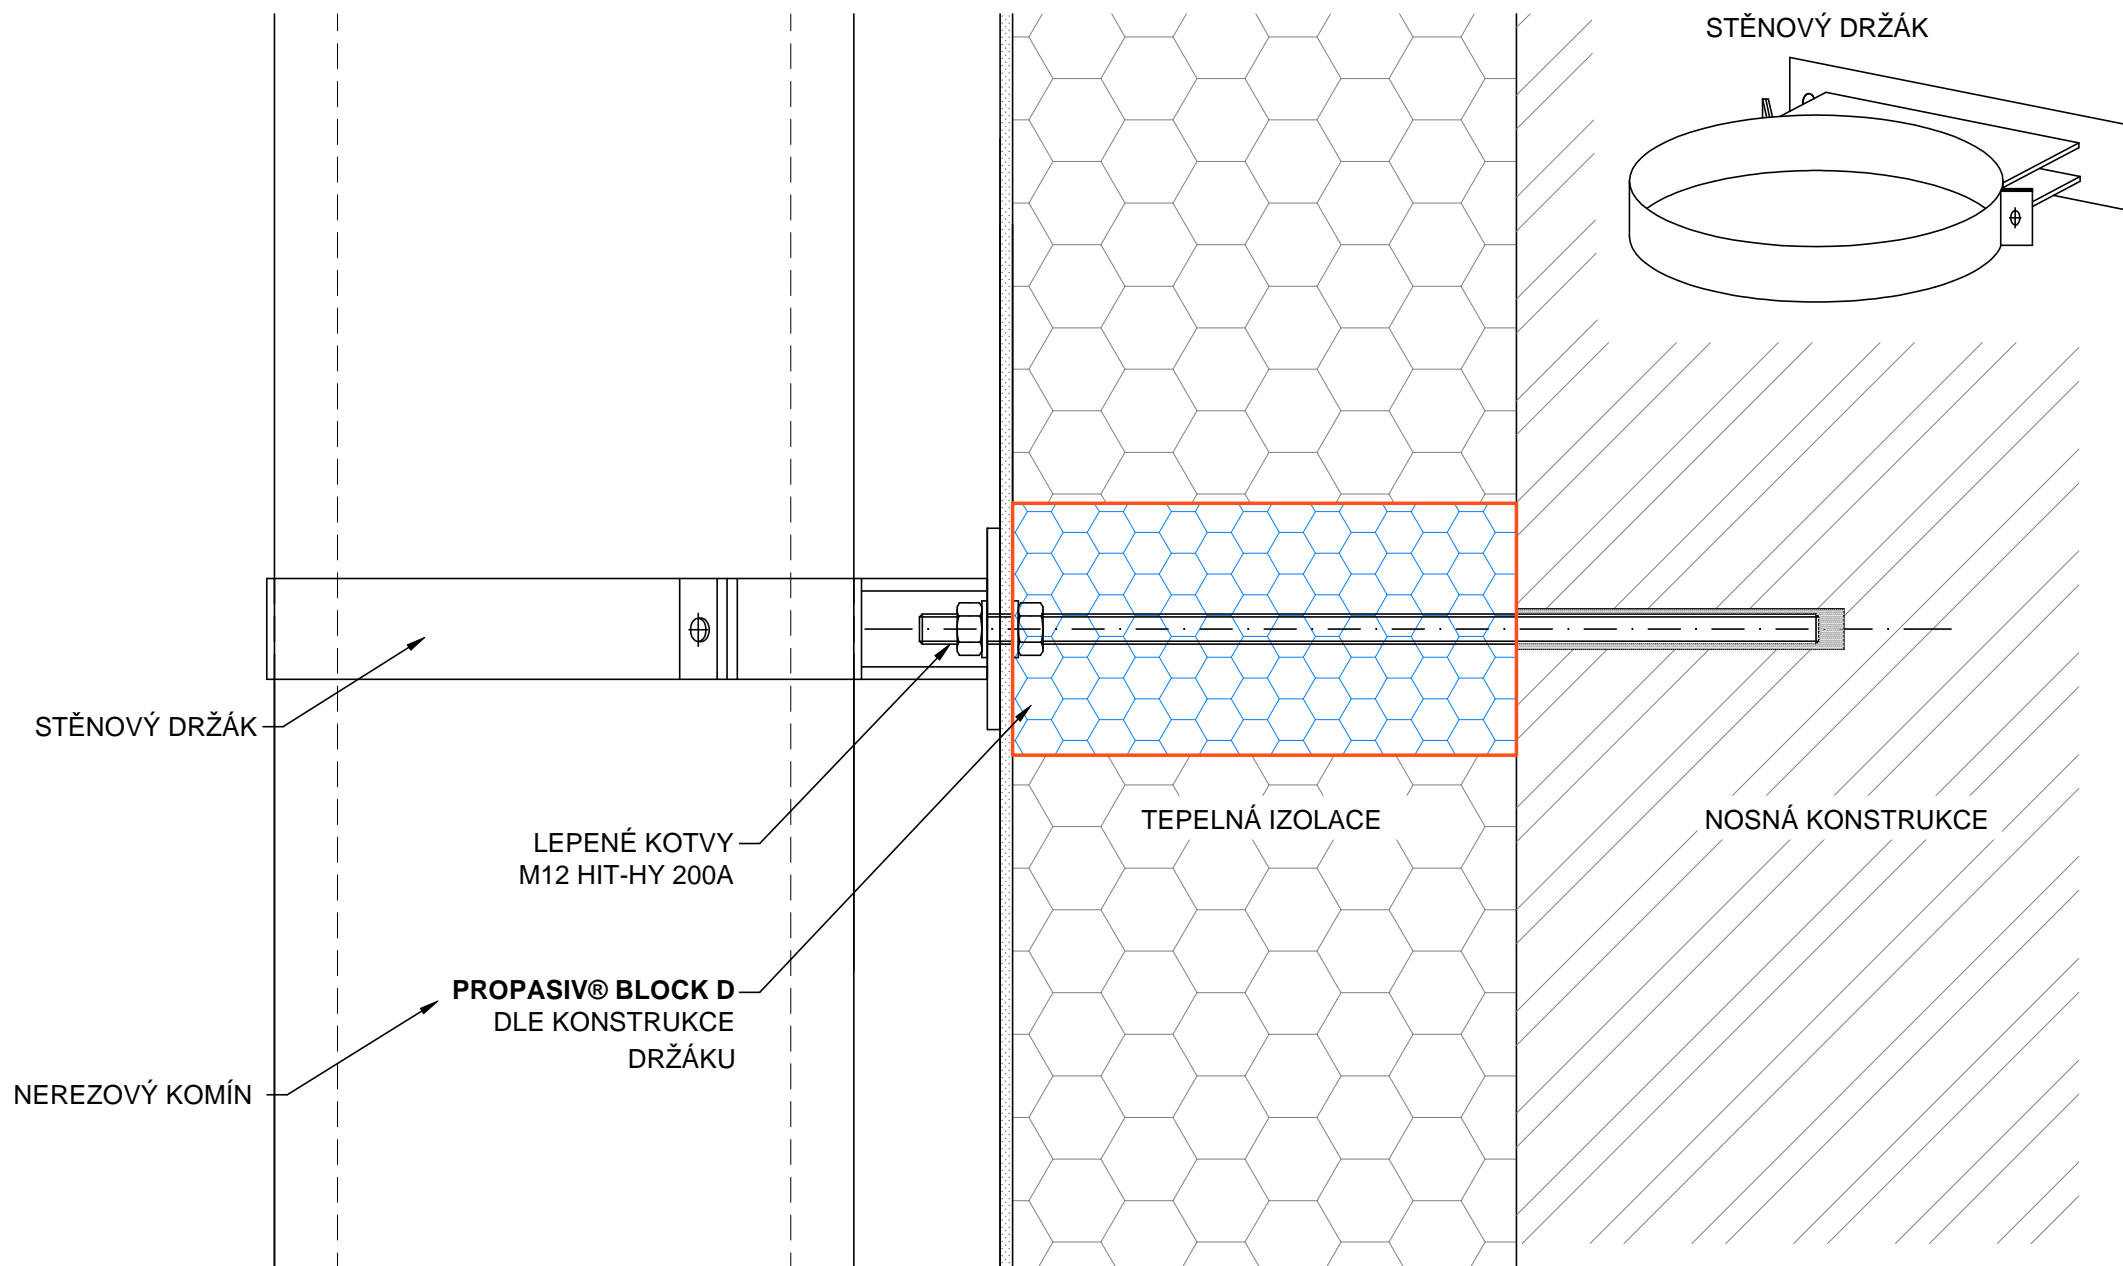 STĚNOVÝ DRŽÁK
STĚNOVÝ DRŽÁK
LEPENÉ KOTVY
M12 HIT-HY 200A
TEPELNÁ IZOLACE
NOSNÁ KONSTRUKCE
PROPASIV® BLOCK D
DLE KONSTRUKCE
DRŽÁKU
NEREZOVÝ KOMÍN